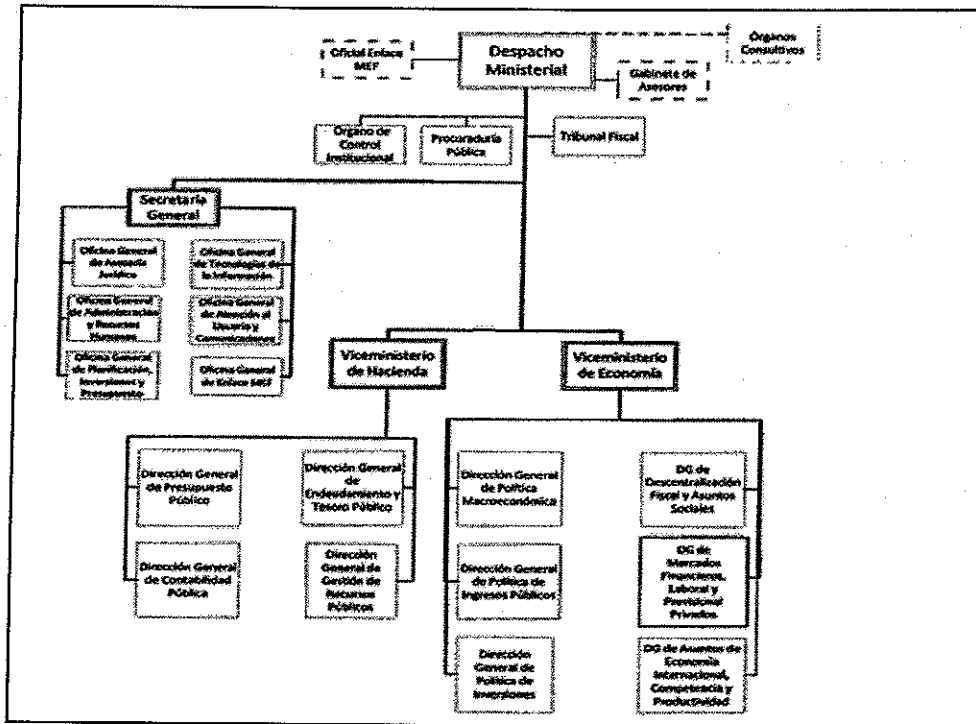 Oficial Enlace
MEF
Despacho
Ministerial
Órganos
Consultivos
Gabinete de
Asesores
Órgano de
Control
Institucional
Procuraduría
Pública
Tribunal Fiscal
Secretaría
General
Oficina General
de Asesoría
Jurídica
Oficina General
de Tecnologías de
la Información
Oficina General
de Administración
y Recursos
Humanos
Oficina General
de Atención al
Usuario y
Comunicaciones
Oficina General
de Planificación,
Inversiones y
Presupuesto
Oficina General
de Enlace MEF
Viceministerio
de Hacienda
Viceministerio
de Economía
Dirección General
de Presupuesto
Público
Dirección General
de
Endeudamiento y
Tesoro Público
Dirección General
de Contabilidad
Pública
Dirección
General de
Gestión de
Recursos
Públicos
Dirección General
de Política
Macroeconómica
DG de
Descentralización
Fiscal y Asuntos
Sociales
Dirección General
de Política de
Ingresos Públicos
DG de
Mercados
Financieros,
Laboral y
Previsional
Privados
Dirección
General de
Política de
Inversiones
DG de Asuntos de
Economía
Internacional,
Competencia y
Productividad